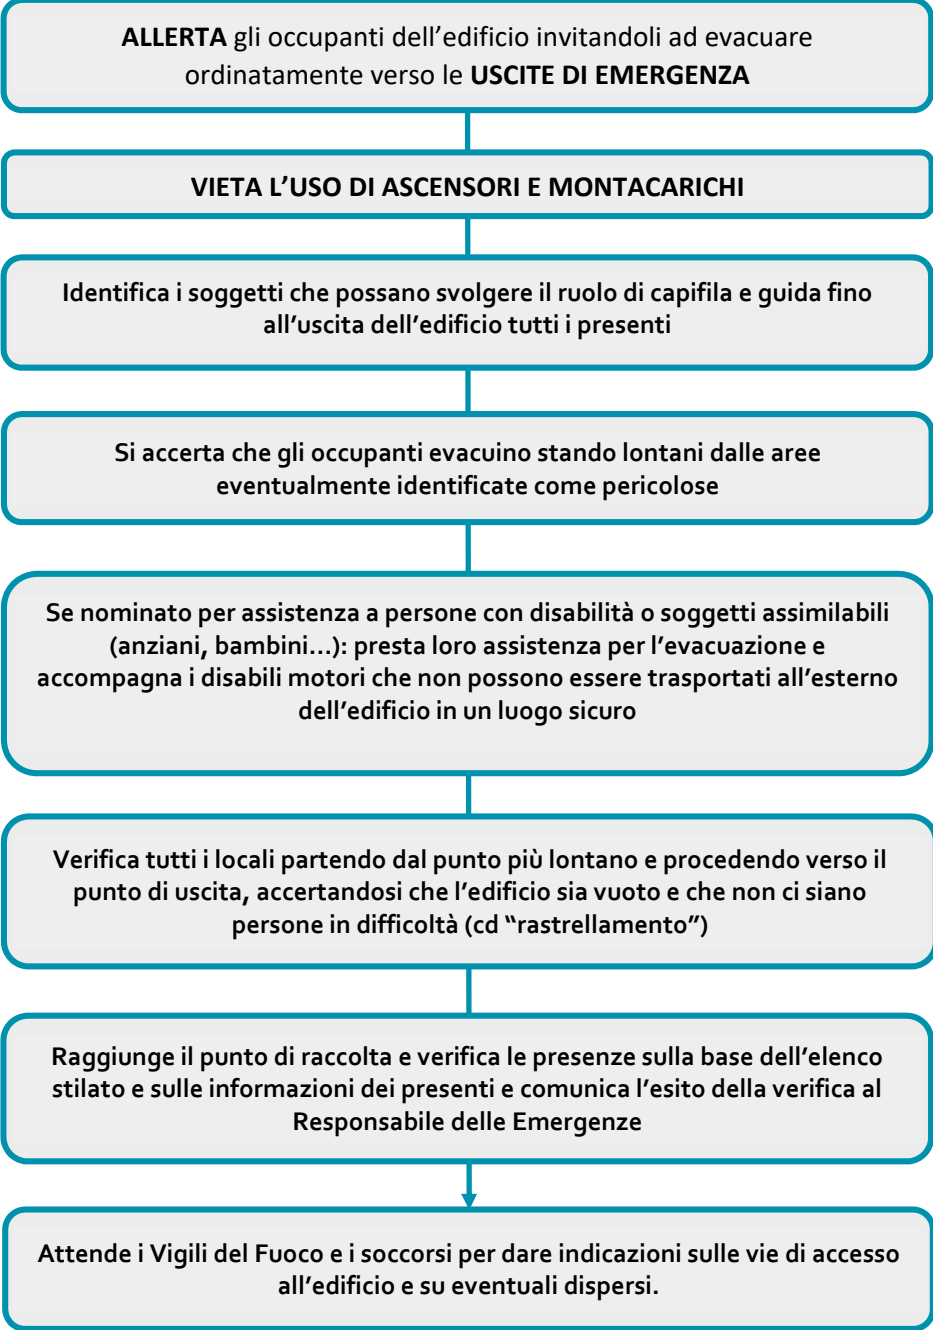 ALLERTA gli occupanti dell’edificio invitandoli ad evacuare
ordinatamente verso le USCITE DI EMERGENZA
VIETA L’USO DI ASCENSORI E MONTACARICHI
Identifica i soggetti che possano svolgere il ruolo di capifila e guida fino
all’uscita dell’edificio tutti i presenti
Si accerta che gli occupanti evacuino stando lontani dalle aree
eventualmente identificate come pericolose
Se nominato per assistenza a persone con disabilità o soggetti assimilabili
(anziani, bambini…): presta loro assistenza per l’evacuazione e
accompagna i disabili motori che non possono essere trasportati all’esterno
dell’edificio in un luogo sicuro
Verifica tutti i locali partendo dal punto più lontano e procedendo verso il
punto di uscita, accertandosi che l’edificio sia vuoto e che non ci siano
persone in difficoltà (cd “rastrellamento”)
Raggiunge il punto di raccolta e verifica le presenze sulla base dell’elenco
stilato e sulle informazioni dei presenti e comunica l’esito della verifica al
Responsabile delle Emergenze
Attende i Vigili del Fuoco e i soccorsi per dare indicazioni sulle vie di accesso
all’edificio e su eventuali dispersi.